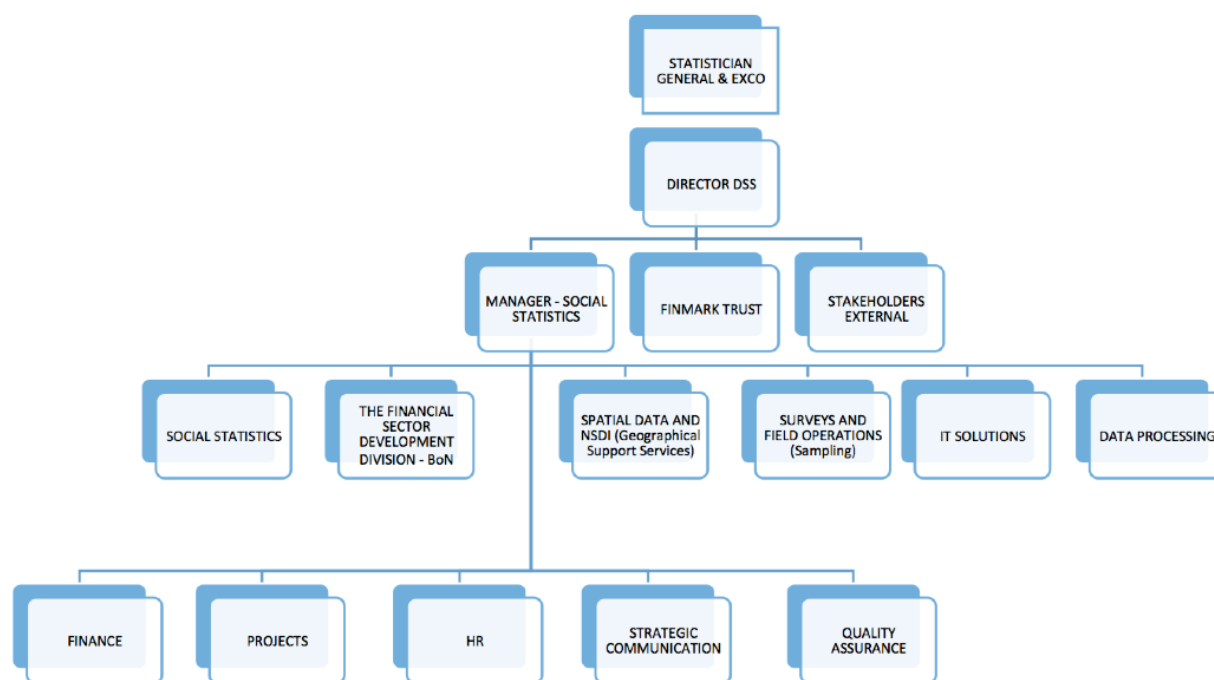 STATISTICIAN
GENERAL & EXCO
DIRECTOR DSS
MANAGER - SOCIAL
STATISTICS
FINMARK TRUST
STAKEHOLDERS
EXTERNAL
SOCIAL STATISTICS
THE FINANCIAL
SECTOR
DEVELOPMENT
DIVISION - BoN
SPATIAL DATA AND
NSDI (Geographical
Support Services)
SURVEYS AND
FIELD OPERATIONS
(Sampling)
IT SOLUTIONS
DATA PROCESSING
FINANCE
PROJECTS
HR
STRATEGIC
COMMUNICATION
QUALITY
ASSURANCE